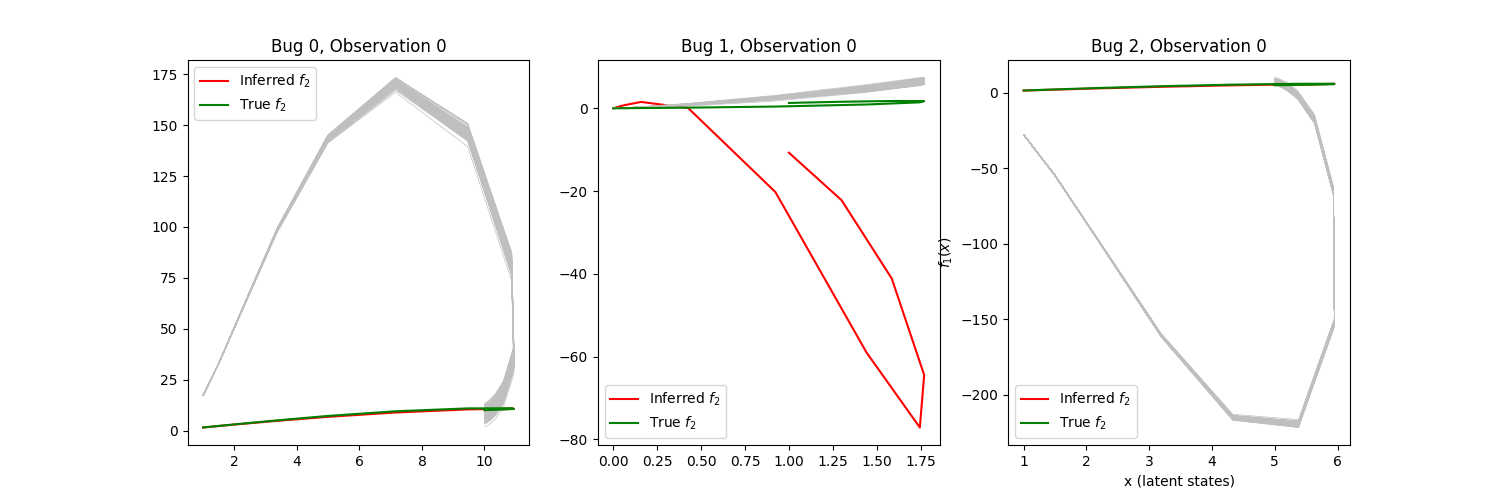 Bug 0, Observation 0
Inferred f₂
True f₂
175
150
125
100
75
50
25
0
2 4 6 8 10
Bug 1, Observation 0
0
−20
−40
−60
−80
Inferred f₂
True f₂
0.00 0.25 0.50 0.75 1.00 1.25 1.50 1.75
Bug 2, Observation 0
f₁(x)
0
−50
−100
−150
−200
Inferred f₂
True f₂
1 2 3 4 5 6
x (latent states)